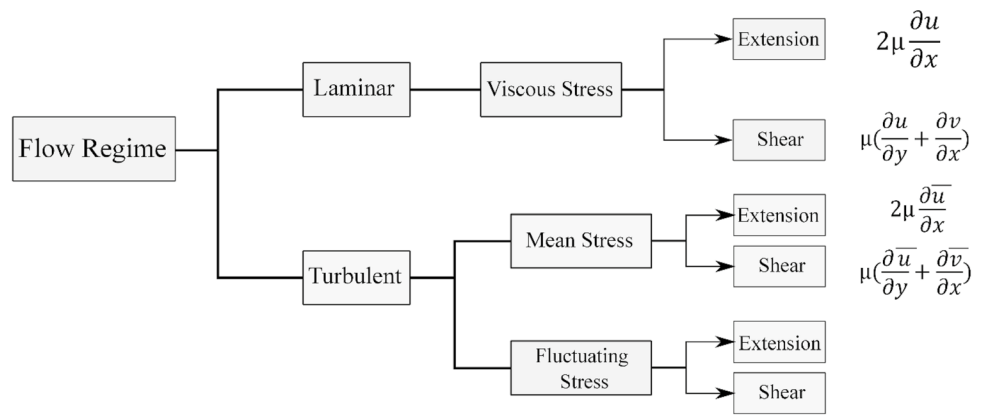 Flow Regime
Laminar
Viscous Stress
Extension
2μ ∂u/∂x
Shear
μ(∂u/∂y + ∂v/∂x)
Turbulent
Mean Stress
Extension
2μ ∂u̅/∂x
Shear
μ(∂u̅/∂y + ∂v̅/∂x)
Fluctuating
Stress
Extension
Shear